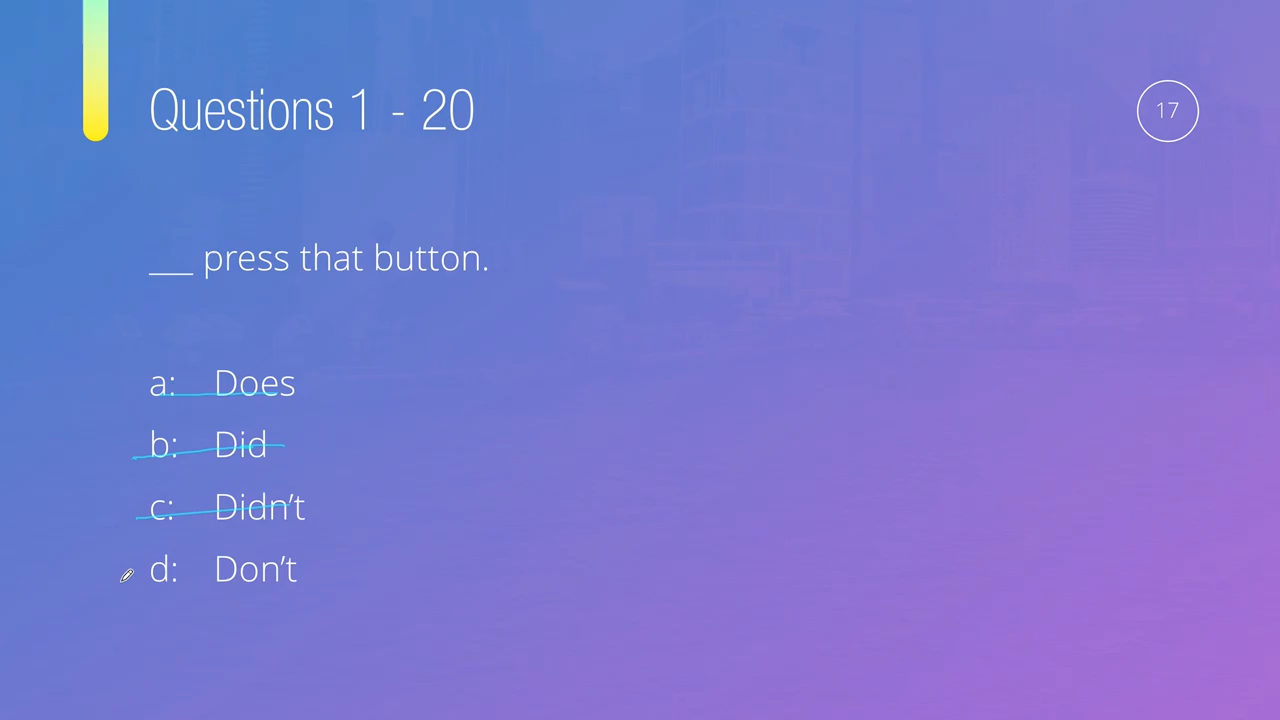 Questions 1 - 20
17
___ press that button.
a: Does
b: Did
c: Didn’t
d: Don’t